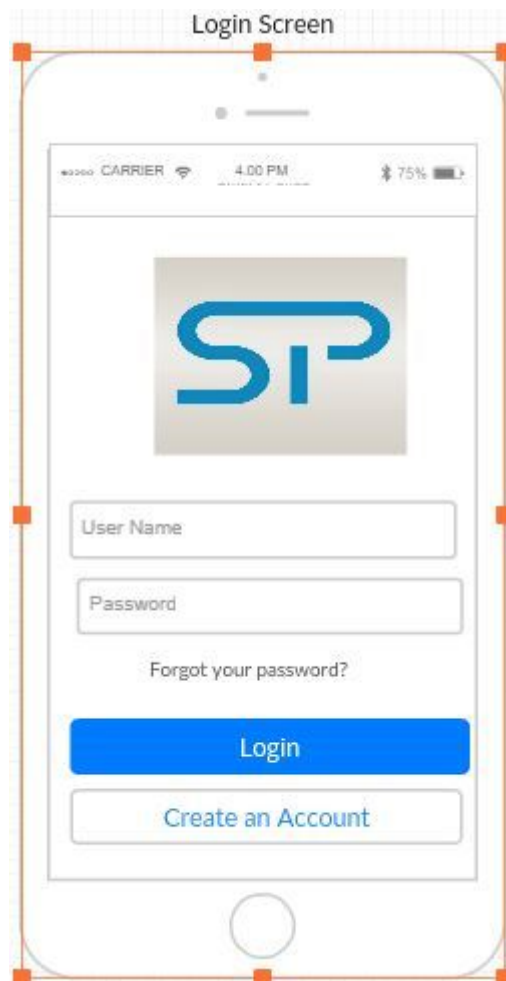 Login Screen
CARRIER 4.00 PM 75%
SP
User Name
Password
Forgot your password?
Login
Create an Account